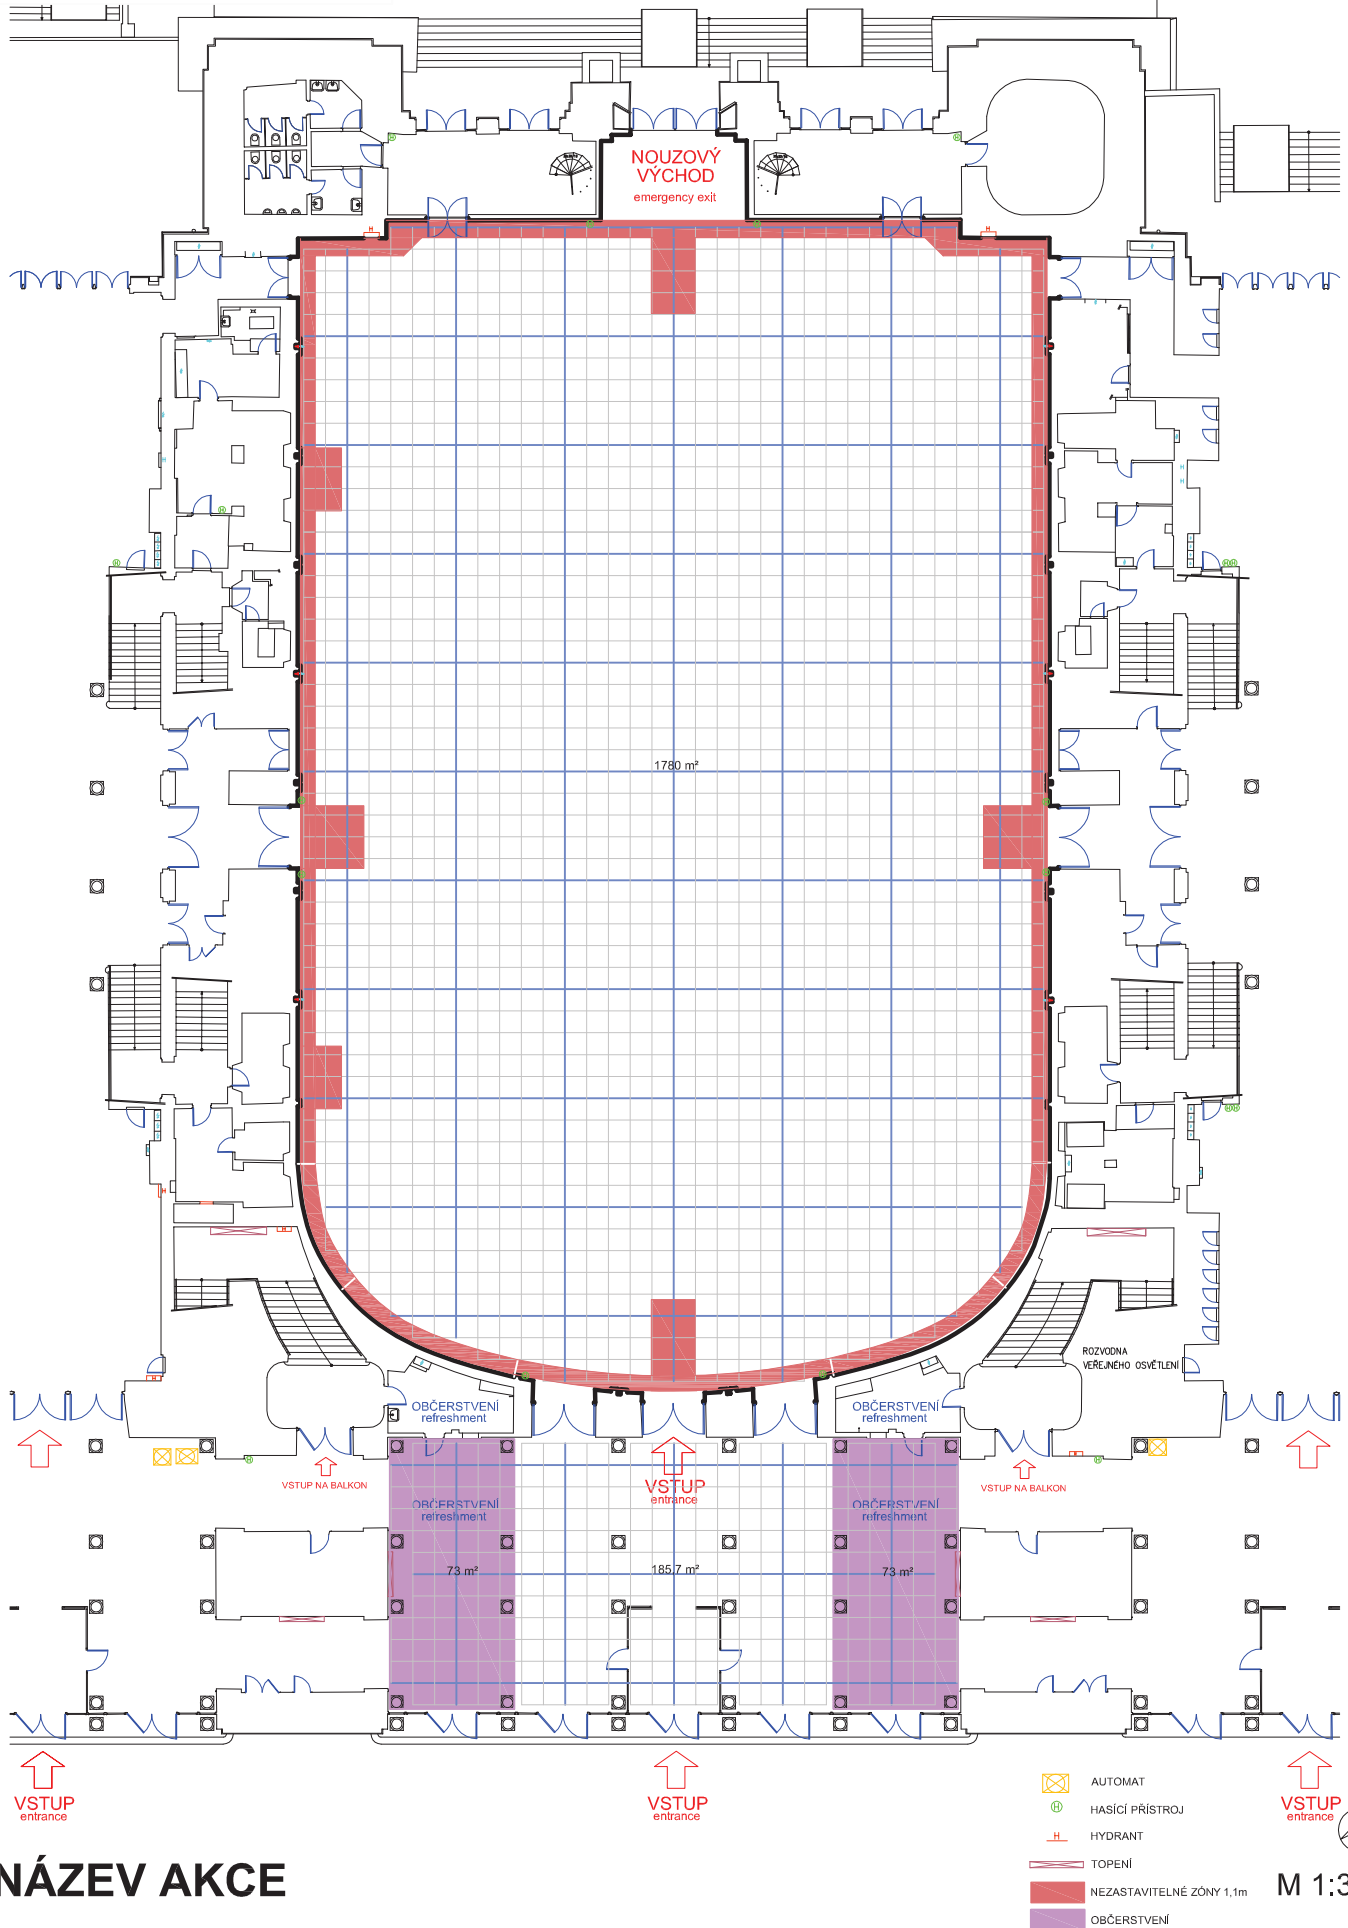 NOUZOVÝ
VÝCHOD
emergency exit
1780 m²
ROZVODNA
VEŘEJNÉHO OSVĚTLENÍ
OBČERSTVENÍ
refreshment
OBČERSTVENÍ
refreshment
VSTUP NA BALKON
VSTUP
entrance
VSTUP NA BALKON
OBČERSTVENÍ
refreshment
OBČERSTVENÍ
refreshment
73 m²
185,7 m²
73 m²
VSTUP
entrance
VSTUP
entrance
VSTUP
entrance
AUTOMAT
H HASÍCÍ PŘÍSTROJ
H HYDRANT
TOPENÍ
NEZASTAVITELNÉ ZÓNY 1,1m
OBČERSTVENÍ
NÁZEV AKCE
M 1:3